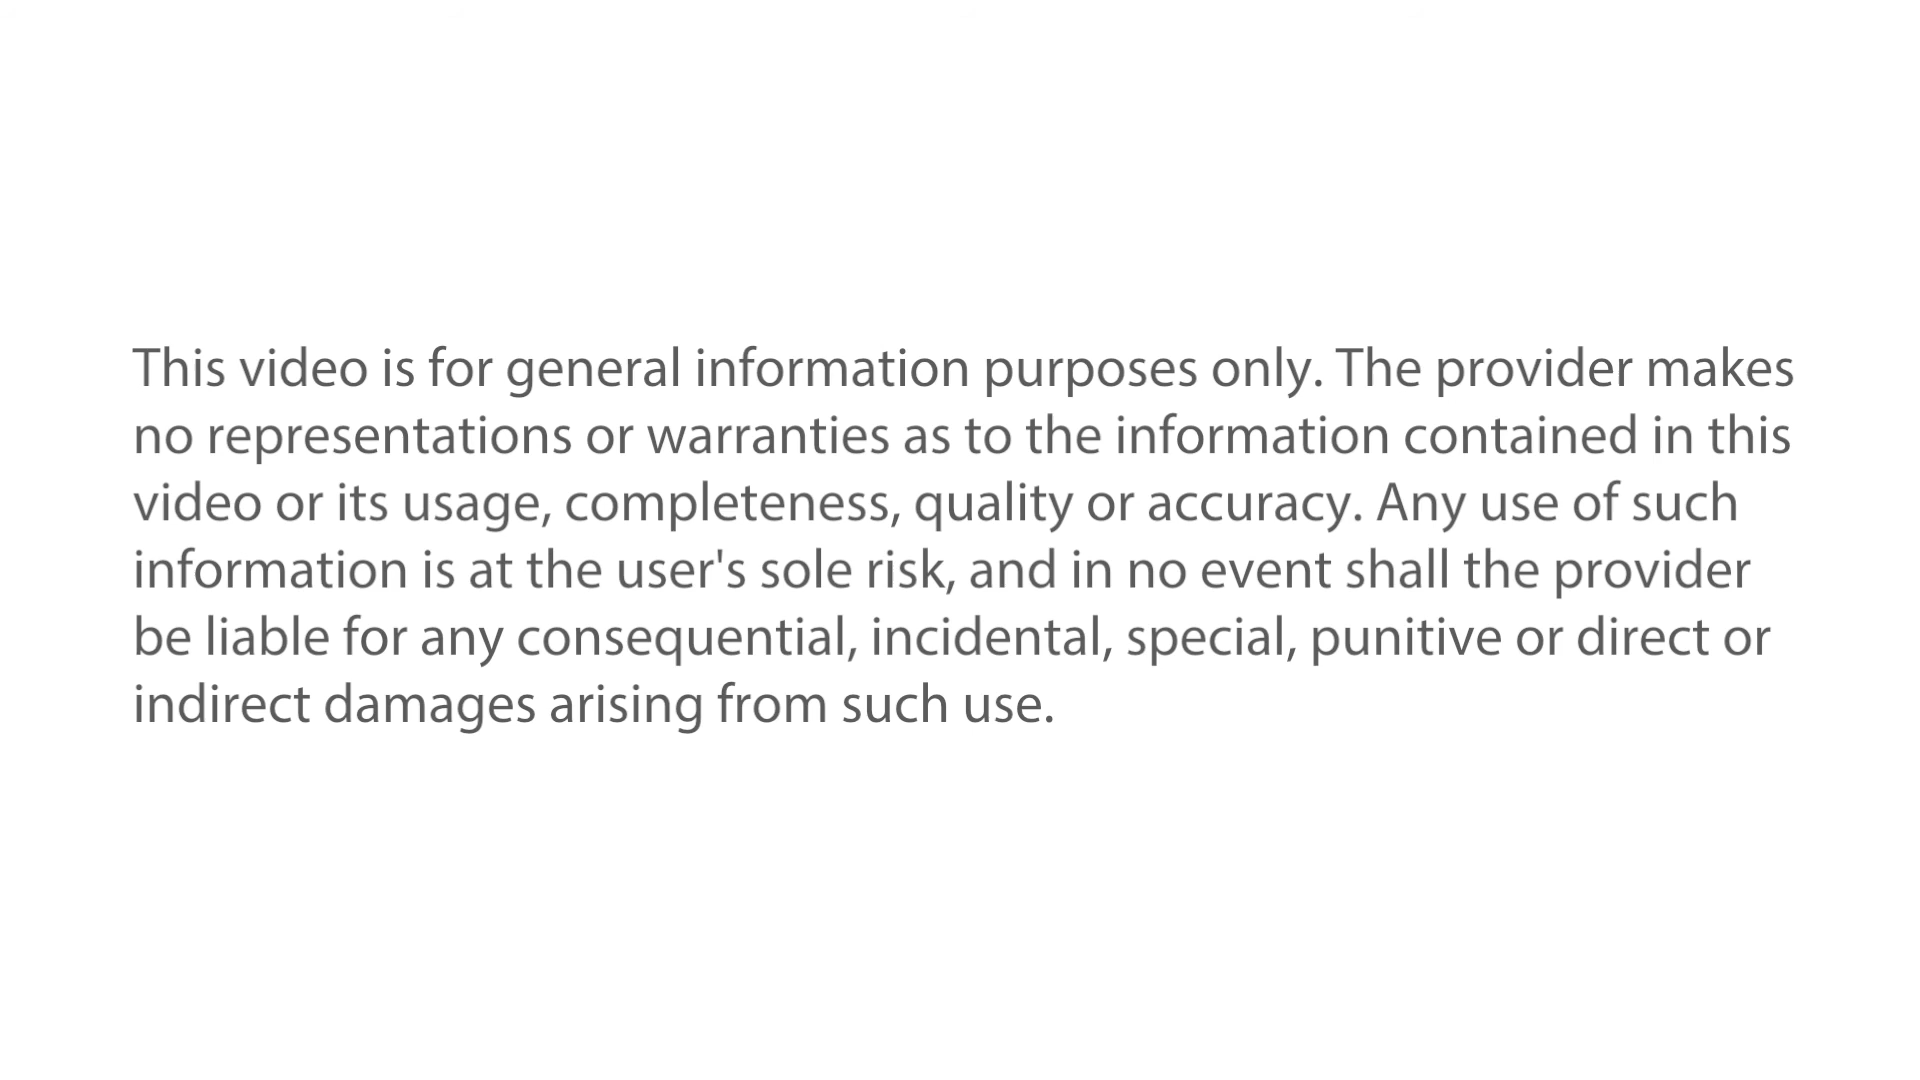 This video is for general information purposes only. The provider makes
no representations or warranties as to the information contained in this
video or its usage, completeness, quality or accuracy. Any use of such
information is at the user's sole risk, and in no event shall the provider
be liable for any consequential, incidental, special, punitive or direct or
indirect damages arising from such use.